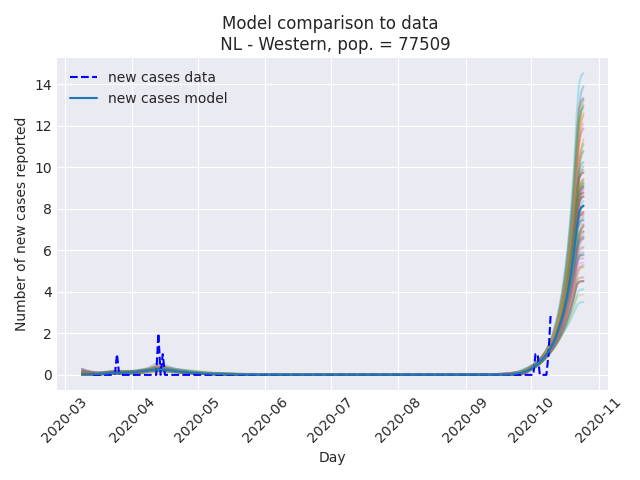 Model comparison to data
NL - Western, pop. = 77509
new cases data
new cases model
Number of new cases reported
14
12
10
8
6
4
2
0
2020-03
2020-04
2020-05
2020-06
2020-07
2020-08
2020-09
2020-10
2020-11
Day